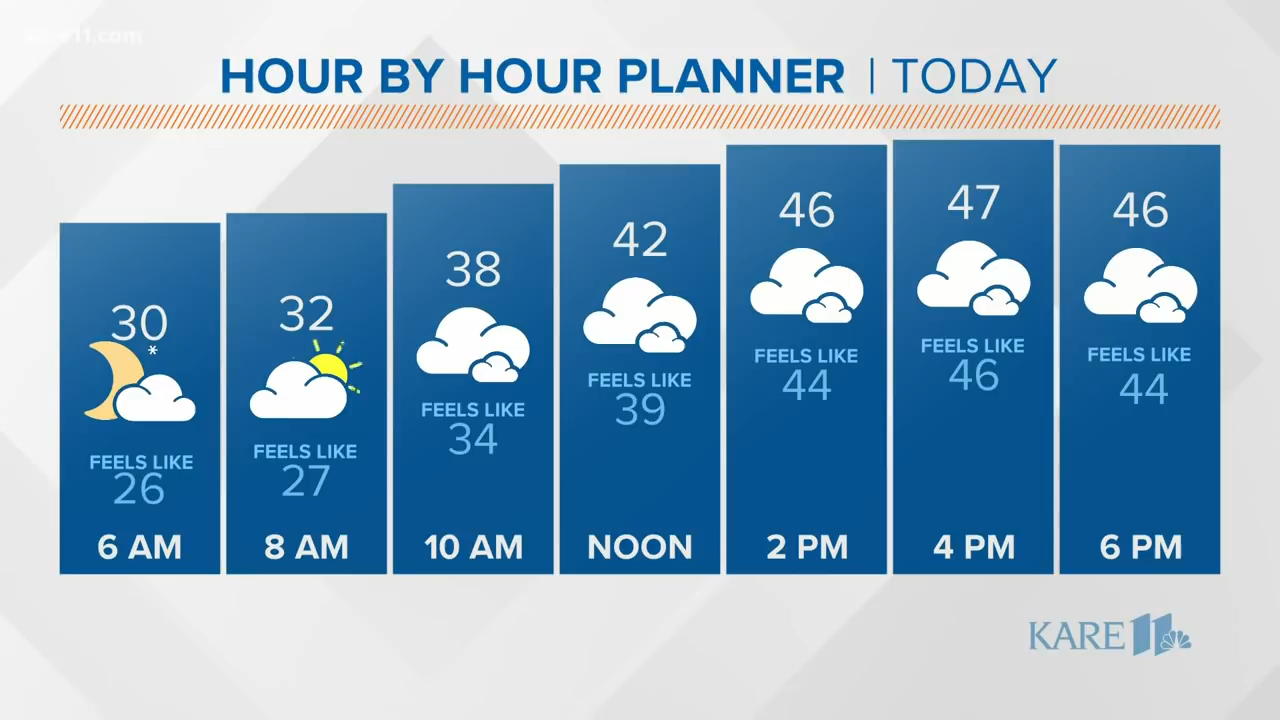 HOUR BY HOUR PLANNER | TODAY
30
*
FEELS LIKE
26
6 AM
32
FEELS LIKE
27
8 AM
38
FEELS LIKE
34
10 AM
42
FEELS LIKE
39
NOON
46
FEELS LIKE
44
2 PM
47
FEELS LIKE
46
4 PM
46
FEELS LIKE
44
6 PM
KARE 11